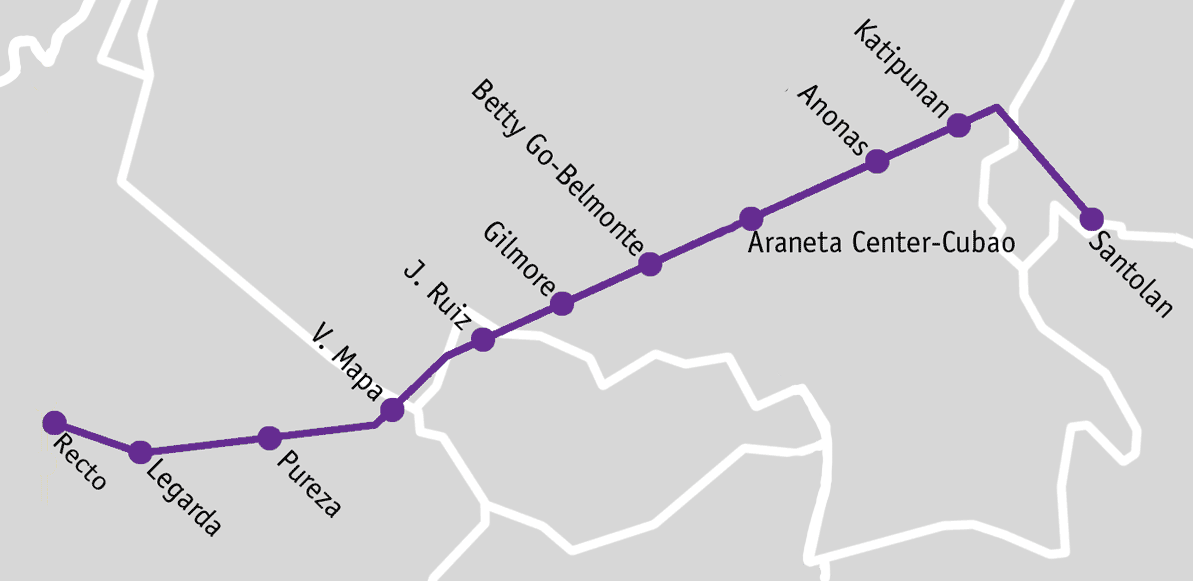 Recto
Legarda
Pureza
V. Mapa
J. Ruiz
Gilmore
Betty Go-Belmonte
Araneta Center-Cubao
Anonas
Katipunan
Santolan